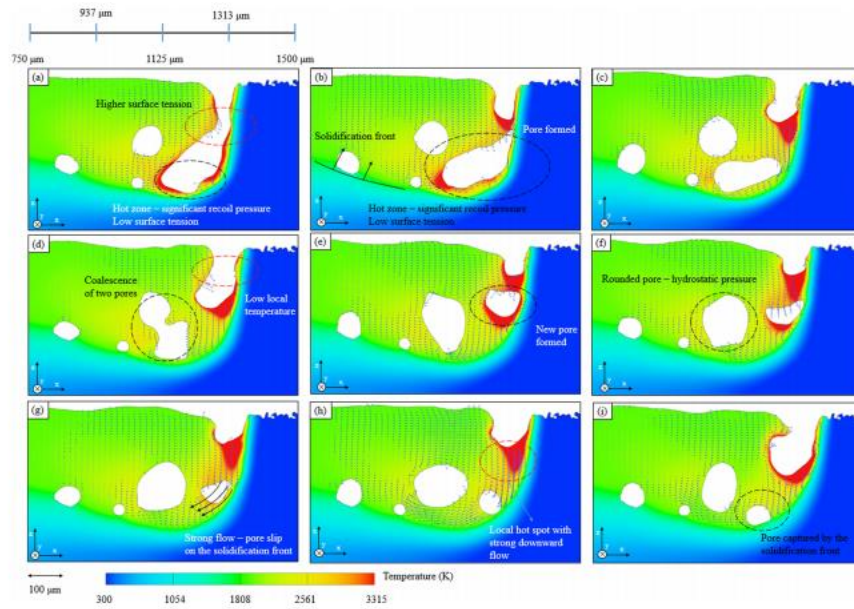 937 µm
1313 µm
750 µm
1125 µm
1500 µm
(a)
Higher surface tension
Hot zone – significant recoil pressure
Low surface tension
z
y
x
(b)
Solidification front
Pore formed
Hot zone – significant recoil pressure
Low surface tension
z
y
x
(c)
z
y
x
(d)
Coalescence
of two pores
Low local
temperature
z
y
x
(e)
New pore
formed
z
y
x
(f)
Rounded pore – hydrostatic pressure
z
y
x
(g)
Strong flow – pore slip
on the solidification front
z
y
x
(h)
Local hot spot with
strong downward
flow
z
y
x
(i)
Pore captured by the
solidification front
z
y
x
100 µm
Temperature (K)
300
1054
1808
2561
3315